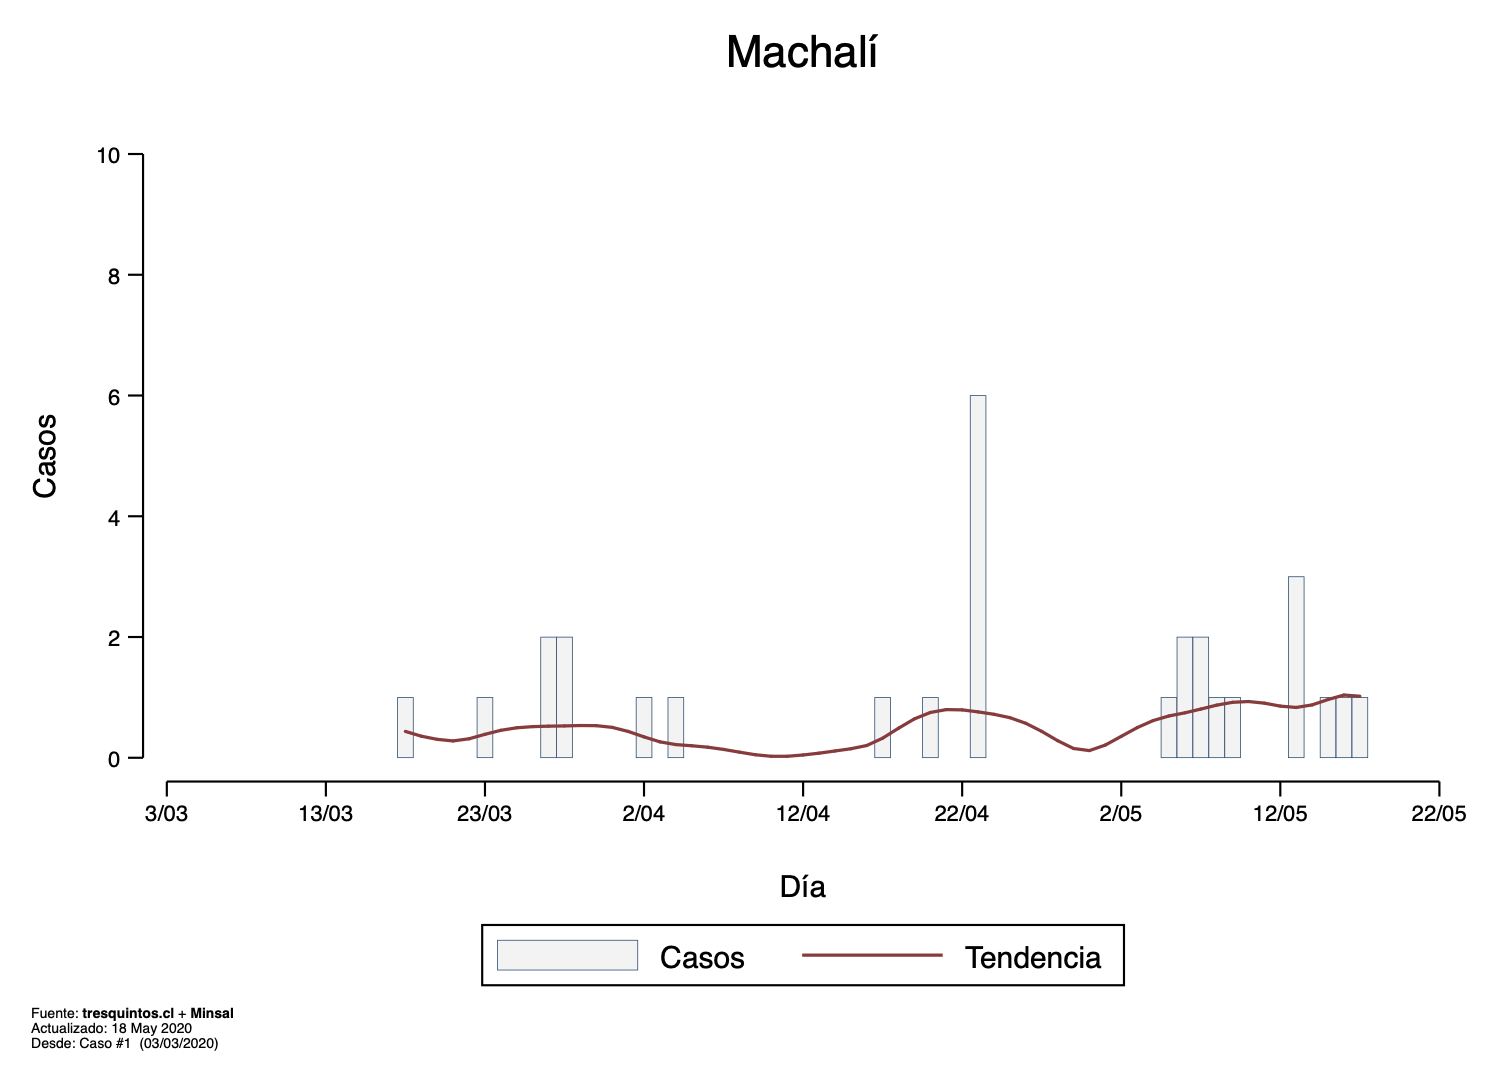 Machalí
10
8
6
4
2
0
Casos
3/03 13/03 23/03 2/04 12/04 22/04 2/05 12/05 22/05
Día
Casos Tendencia
Fuente: tresquintos.cl + Minsal
Actualizado: 18 May 2020
Desde: Caso #1 (03/03/2020)